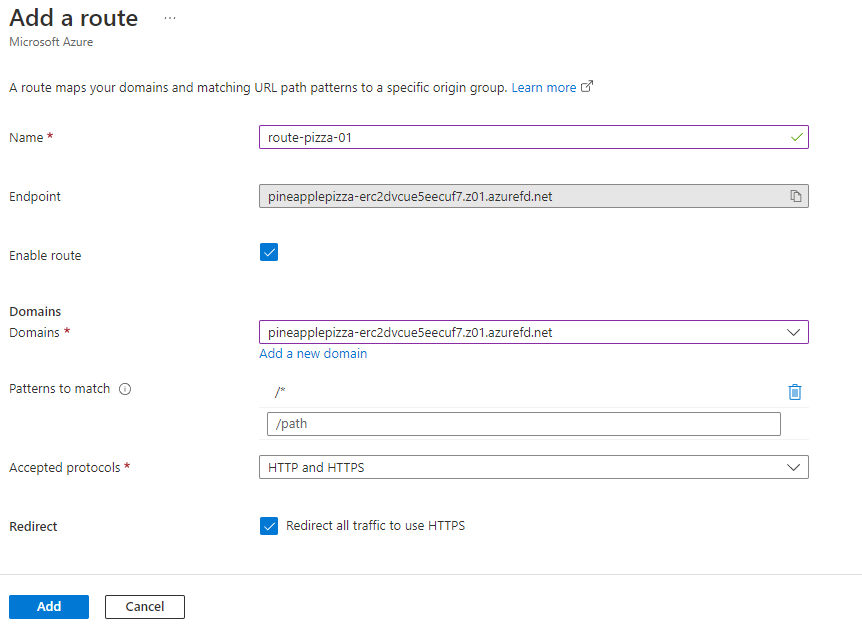 Add a route ...
Microsoft Azure
A route maps your domains and matching URL path patterns to a specific origin group. Learn more
Name *
route-pizza-01
Endpoint
pineapplepizza-erc2dvcue5eecuf7.z01.azurefd.net
Enable route
Domains
Domains *
pineapplepizza-erc2dvcue5eecuf7.z01.azurefd.net
Add a new domain
Patterns to match
/*
/path
Accepted protocols *
HTTP and HTTPS
Redirect
Redirect all traffic to use HTTPS
Add
Cancel